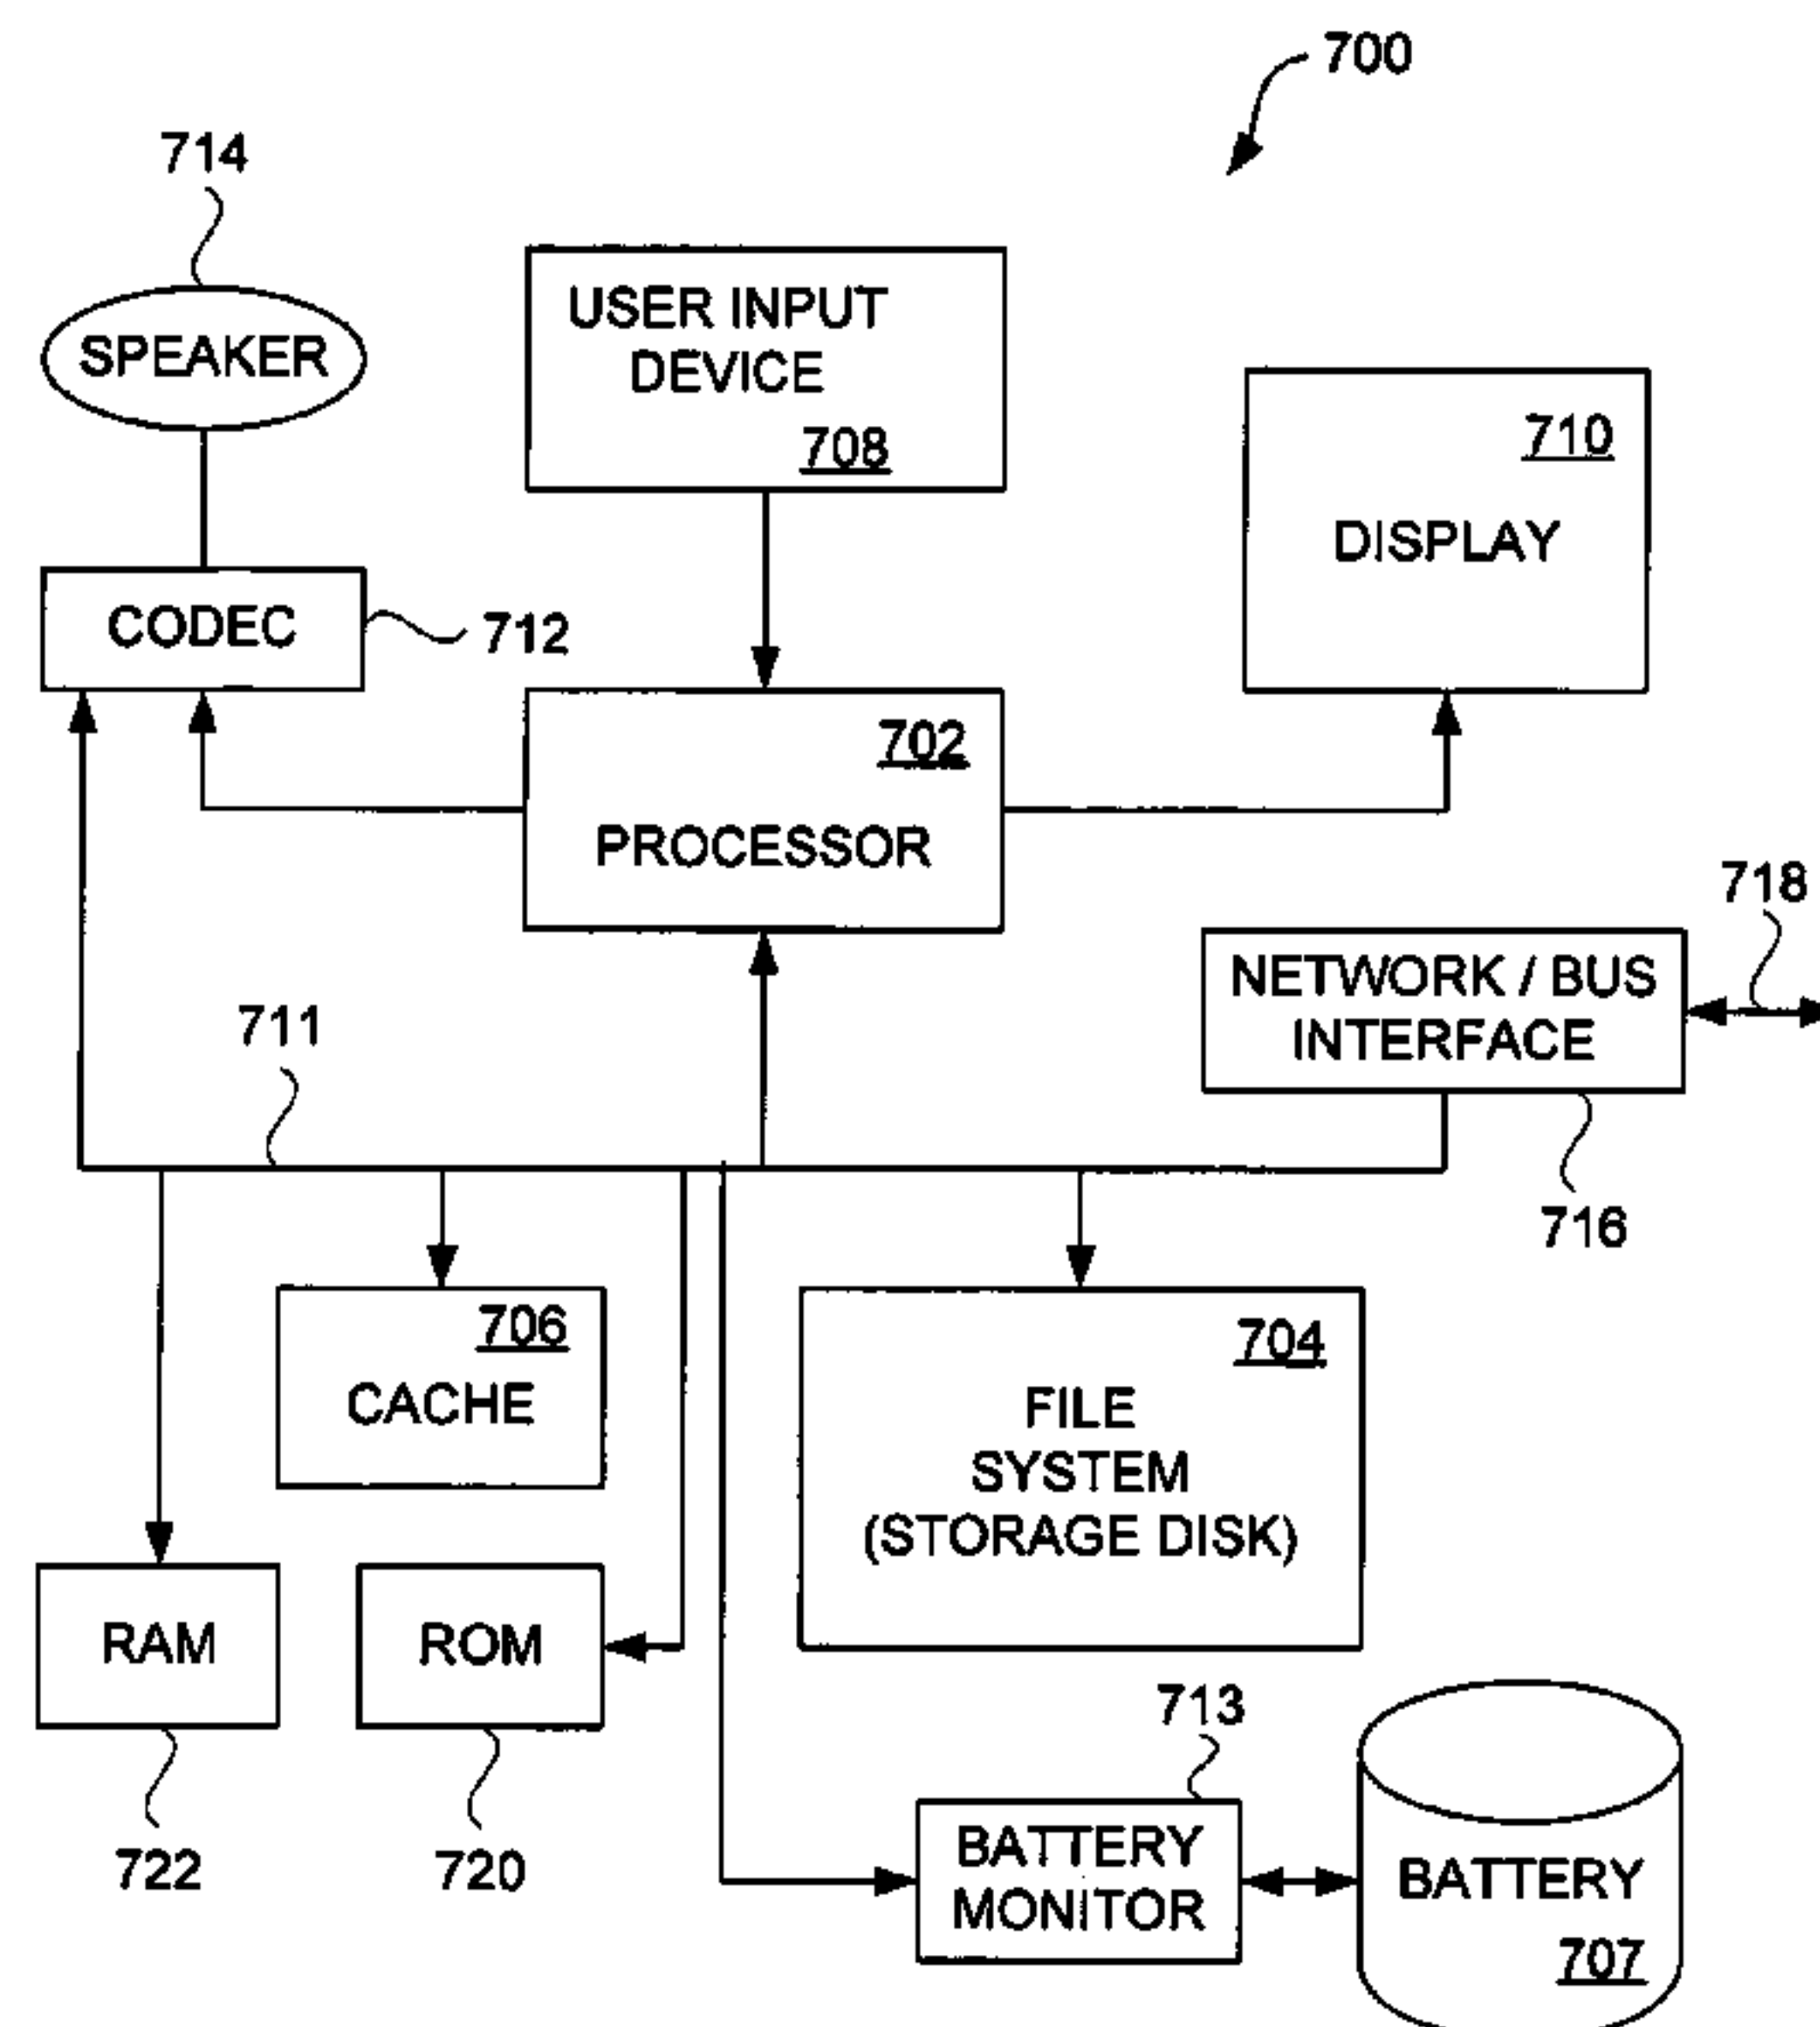 700
714
SPEAKER
USER INPUT
DEVICE
708
710
DISPLAY
CODEC
712
702
PROCESSOR
718
NETWORK / BUS
INTERFACE
711
716
706
CACHE
704
FILE
SYSTEM
(STORAGE DISK)
RAM
ROM
722
720
713
BATTERY
MONITOR
BATTERY
707